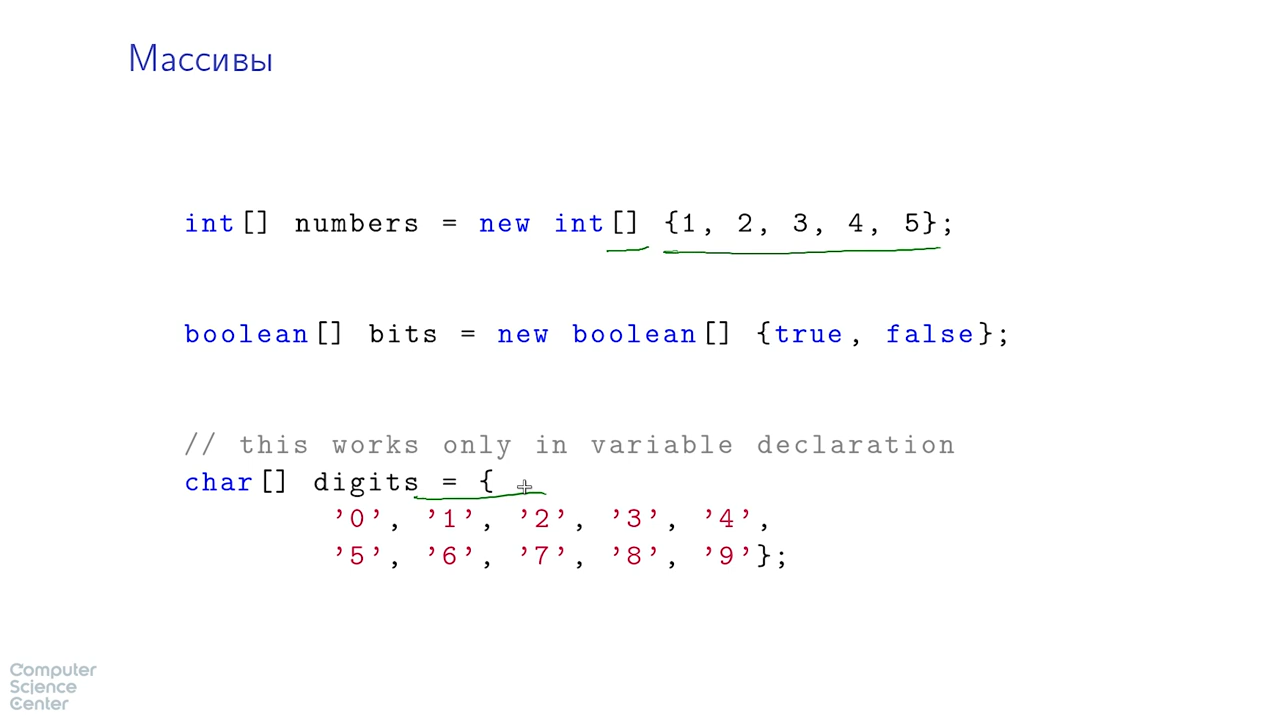 Массивы
int[] numbers = new int[] {1, 2, 3, 4, 5};
boolean[] bits = new boolean[] {true, false};
// this works only in variable declaration
char[] digits = {
'0', '1', '2', '3', '4',
'5', '6', '7', '8', '9'};
Computer
Science
Center